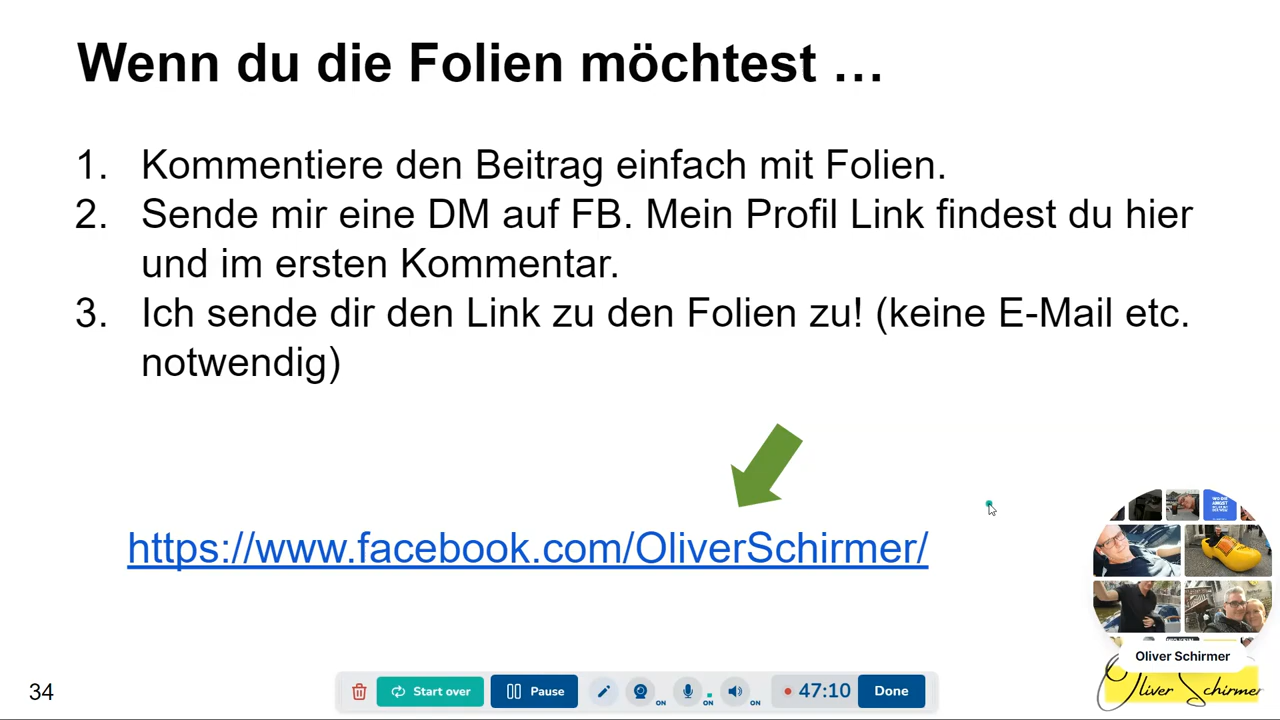 Wenn du die Folien möchtest …
1. Kommentiere den Beitrag einfach mit Folien.
2. Sende mir eine DM auf FB. Mein Profil Link findest du hier
und im ersten Kommentar.
3. Ich sende dir den Link zu den Folien zu! (keine E-Mail etc.
notwendig)
https://www.facebook.com/OliverSchirmer/
Oliver Schirmer
Oliver Schirmer
34
Start over
Pause
ON
ON
ON
47:10
Done